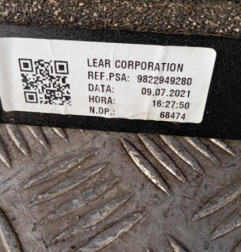 LEAR CORPORATION
REF.PSA: 9822949280
DATA: 09.07.2021
HORA: 16:27:50
N.OP.: 68474